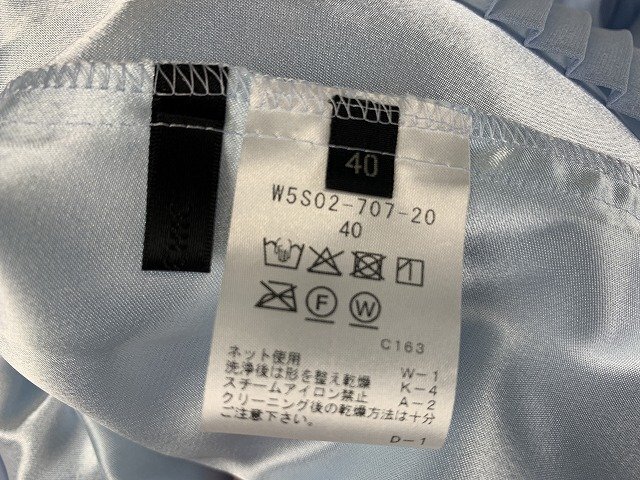 40
W5S02-707-20
40
F W
C163
ネット使用 W-1
洗浄後は形を整え乾燥 K-4
スチームアイロン禁止 A-2
クリーニング後の乾燥方法は十分
ご注意下さい。
D-1